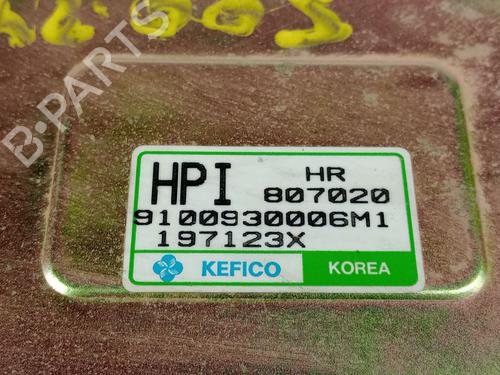 HPI HR
807020
9100930006M1
197123X
KEFICO KOREA
B-PARTS